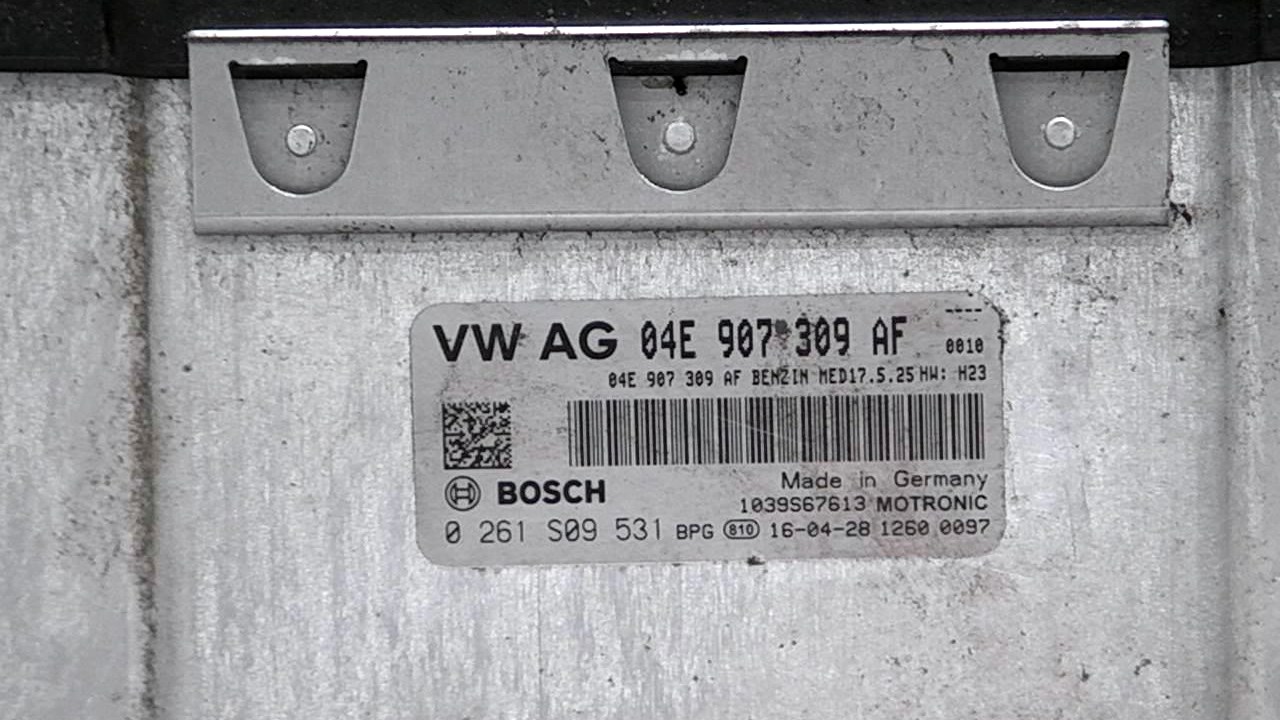 VW AG 04E 907 309 AF ----
0010
04E 907 309 AF BENZIN MED17.5.25 HW: H23
Made in Germany
BOSCH
1039S67613 MOTRONIC
0 261 S09 531 BPG 810 16-04-28 1260 0097